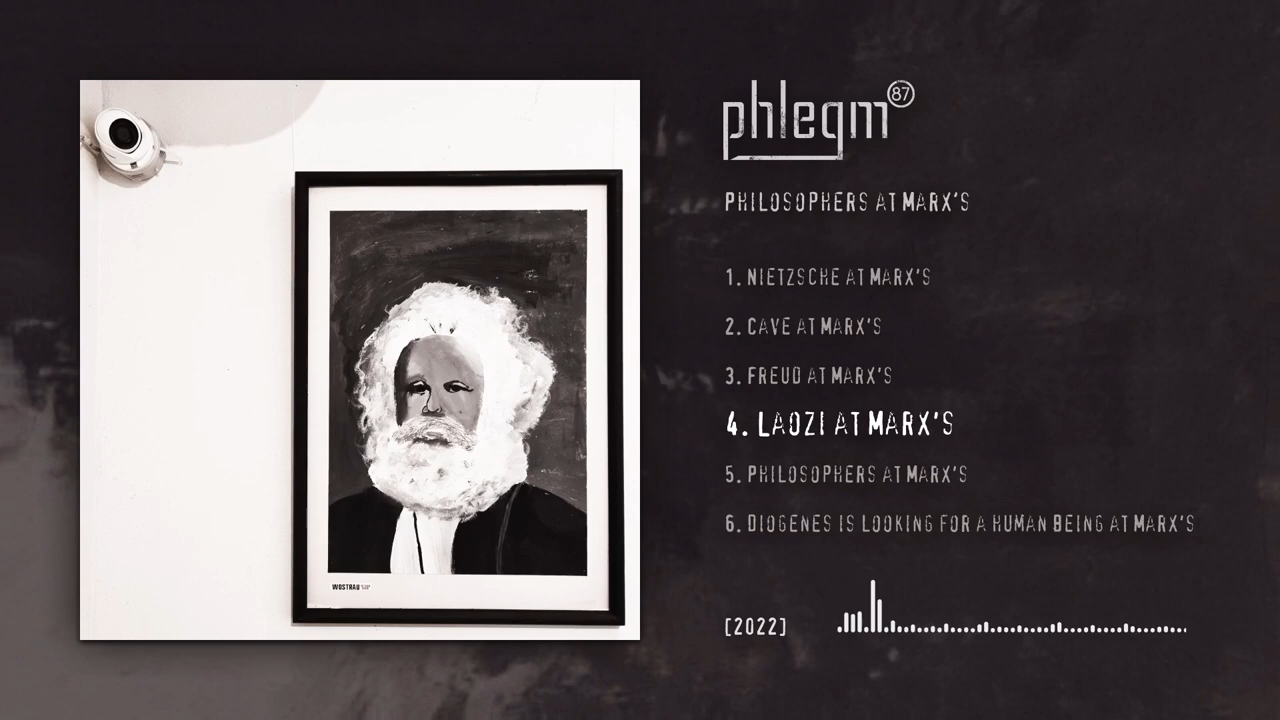 phlegm 87
PHILOSOPHERS AT MARX'S
1. NIETZSCHE AT MARX'S
2. CAVE AT MARX'S
3. FREUD AT MARX'S
4. LAOZI AT MARX'S
5. PHILOSOPHERS AT MARX'S
6. DIOGENES IS LOOKING FOR A HUMAN BEING AT MARX'S
[2022]
WOSTRAU